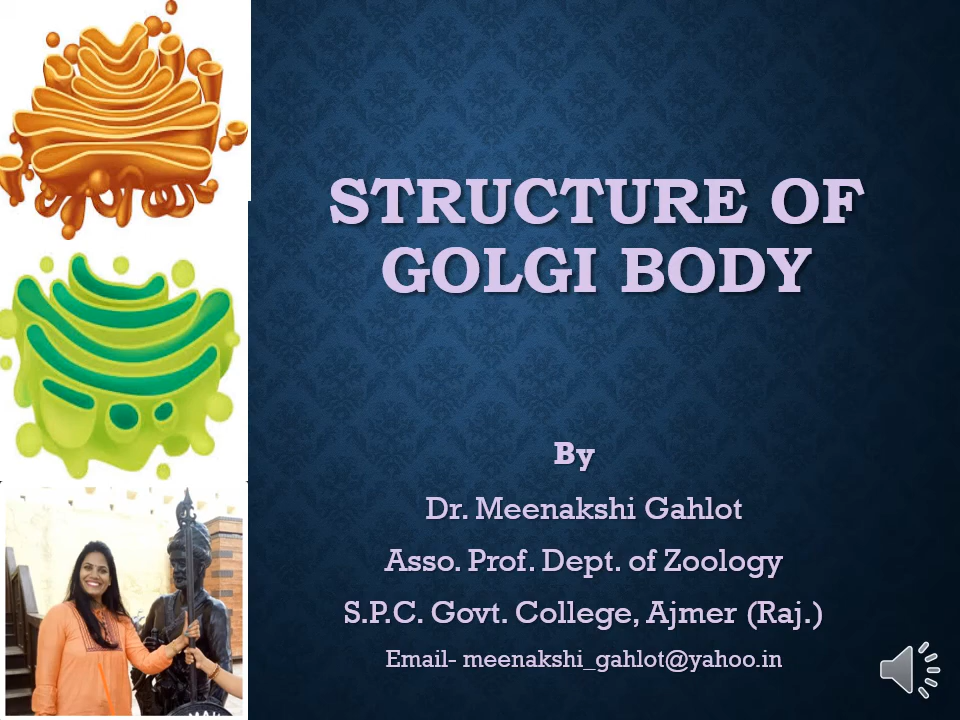 STRUCTURE OF
GOLGI BODY
By
Dr. Meenakshi Gahlot
Asso. Prof. Dept. of Zoology
S.P.C. Govt. College, Ajmer (Raj.)
Email- meenakshi_gahlot@yahoo.in